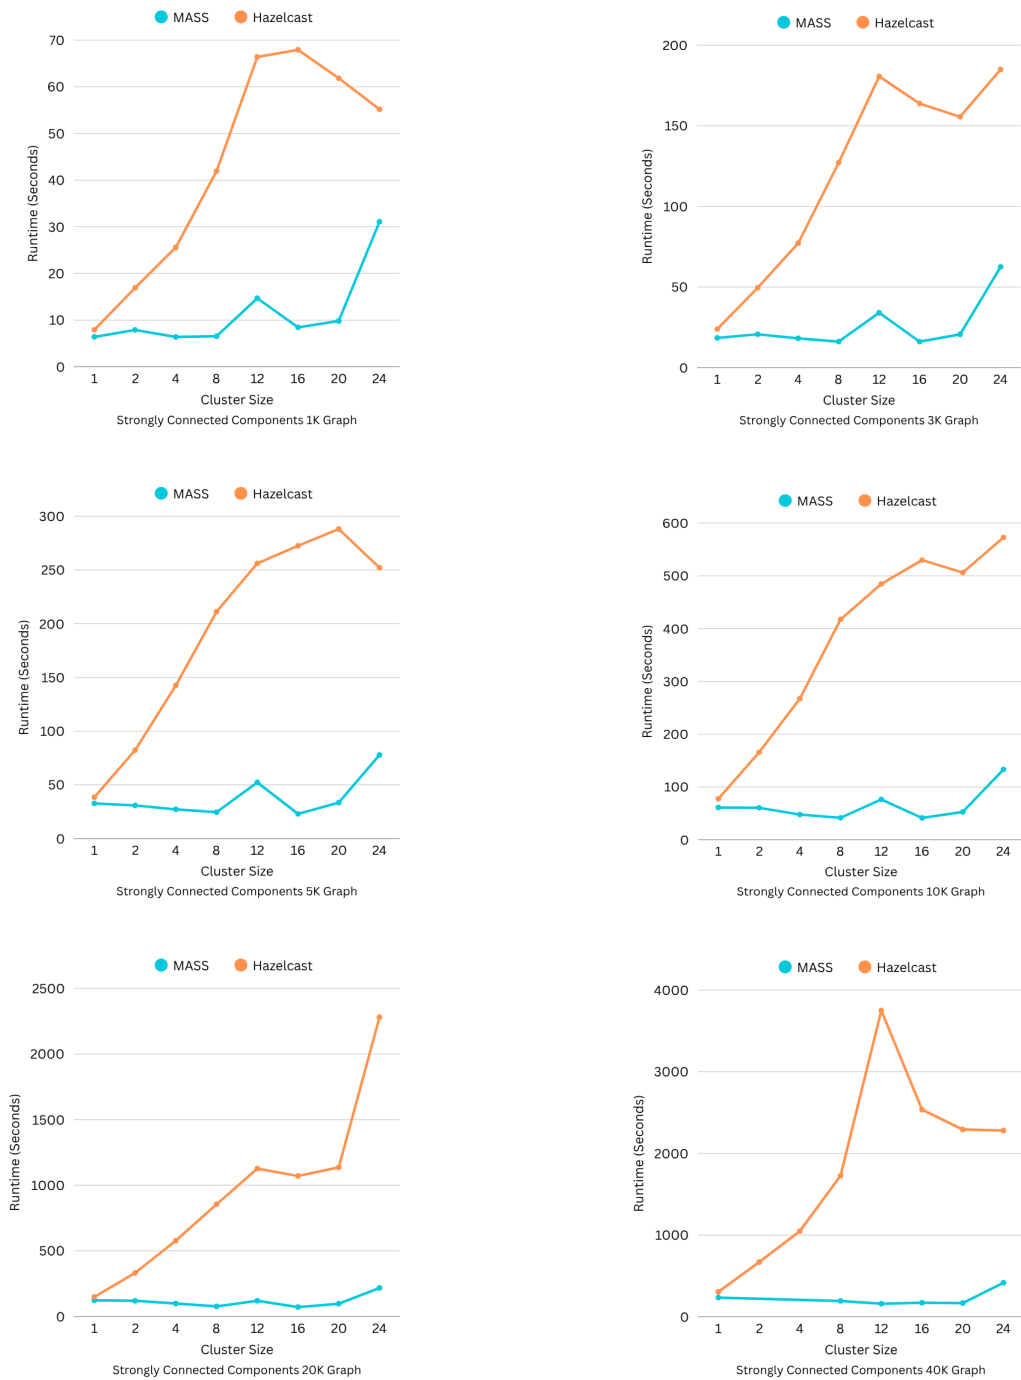 MASS Hazelcast
70
60
50
40
30
20
10
0
Runtime (Seconds)
1 2 4 8 12 16 20 24
Cluster Size
Strongly Connected Components 1K Graph
MASS Hazelcast
200
150
100
50
0
Runtime (Seconds)
1 2 4 8 12 16 20 24
Cluster Size
Strongly Connected Components 3K Graph
MASS Hazelcast
300
250
200
150
100
50
0
Runtime (Seconds)
1 2 4 8 12 16 20 24
Cluster Size
Strongly Connected Components 5K Graph
MASS Hazelcast
600
500
400
300
200
100
0
Runtime (Seconds)
1 2 4 8 12 16 20 24
Cluster Size
Strongly Connected Components 10K Graph
MASS Hazelcast
2500
2000
1500
1000
500
0
Runtime (Seconds)
1 2 4 8 12 16 20 24
Cluster Size
Strongly Connected Components 20K Graph
MASS Hazelcast
4000
3000
2000
1000
0
Runtime (Seconds)
1 2 4 8 12 16 20 24
Cluster Size
Strongly Connected Components 40K Graph